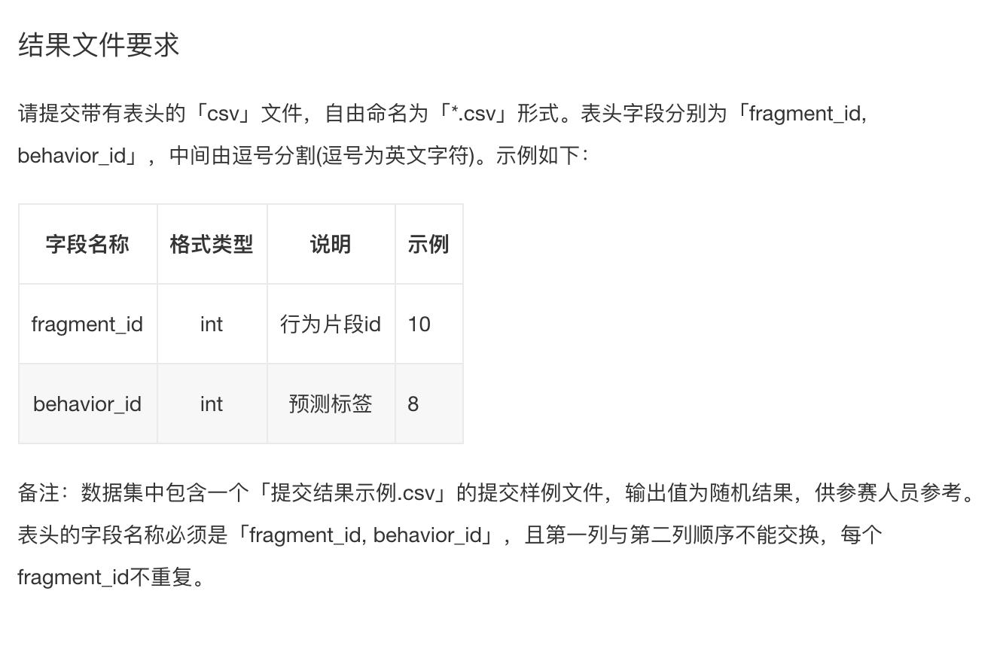 结果文件要求
请提交带有表头的「csv」文件，自由命名为「*.csv」形式。表头字段分别为「fragment_id,
behavior_id」，中间由逗号分割(逗号为英文字符)。示例如下：
字段名称 格式类型 说明 示例
fragment_id int 行为片段id 10
behavior_id int 预测标签 8
备注：数据集中包含一个「提交结果示例.csv」的提交样例文件，输出值为随机结果，供参赛人员参考。
表头的字段名称必须是「fragment_id, behavior_id」，且第一列与第二列顺序不能交换，每个
fragment_id不重复。